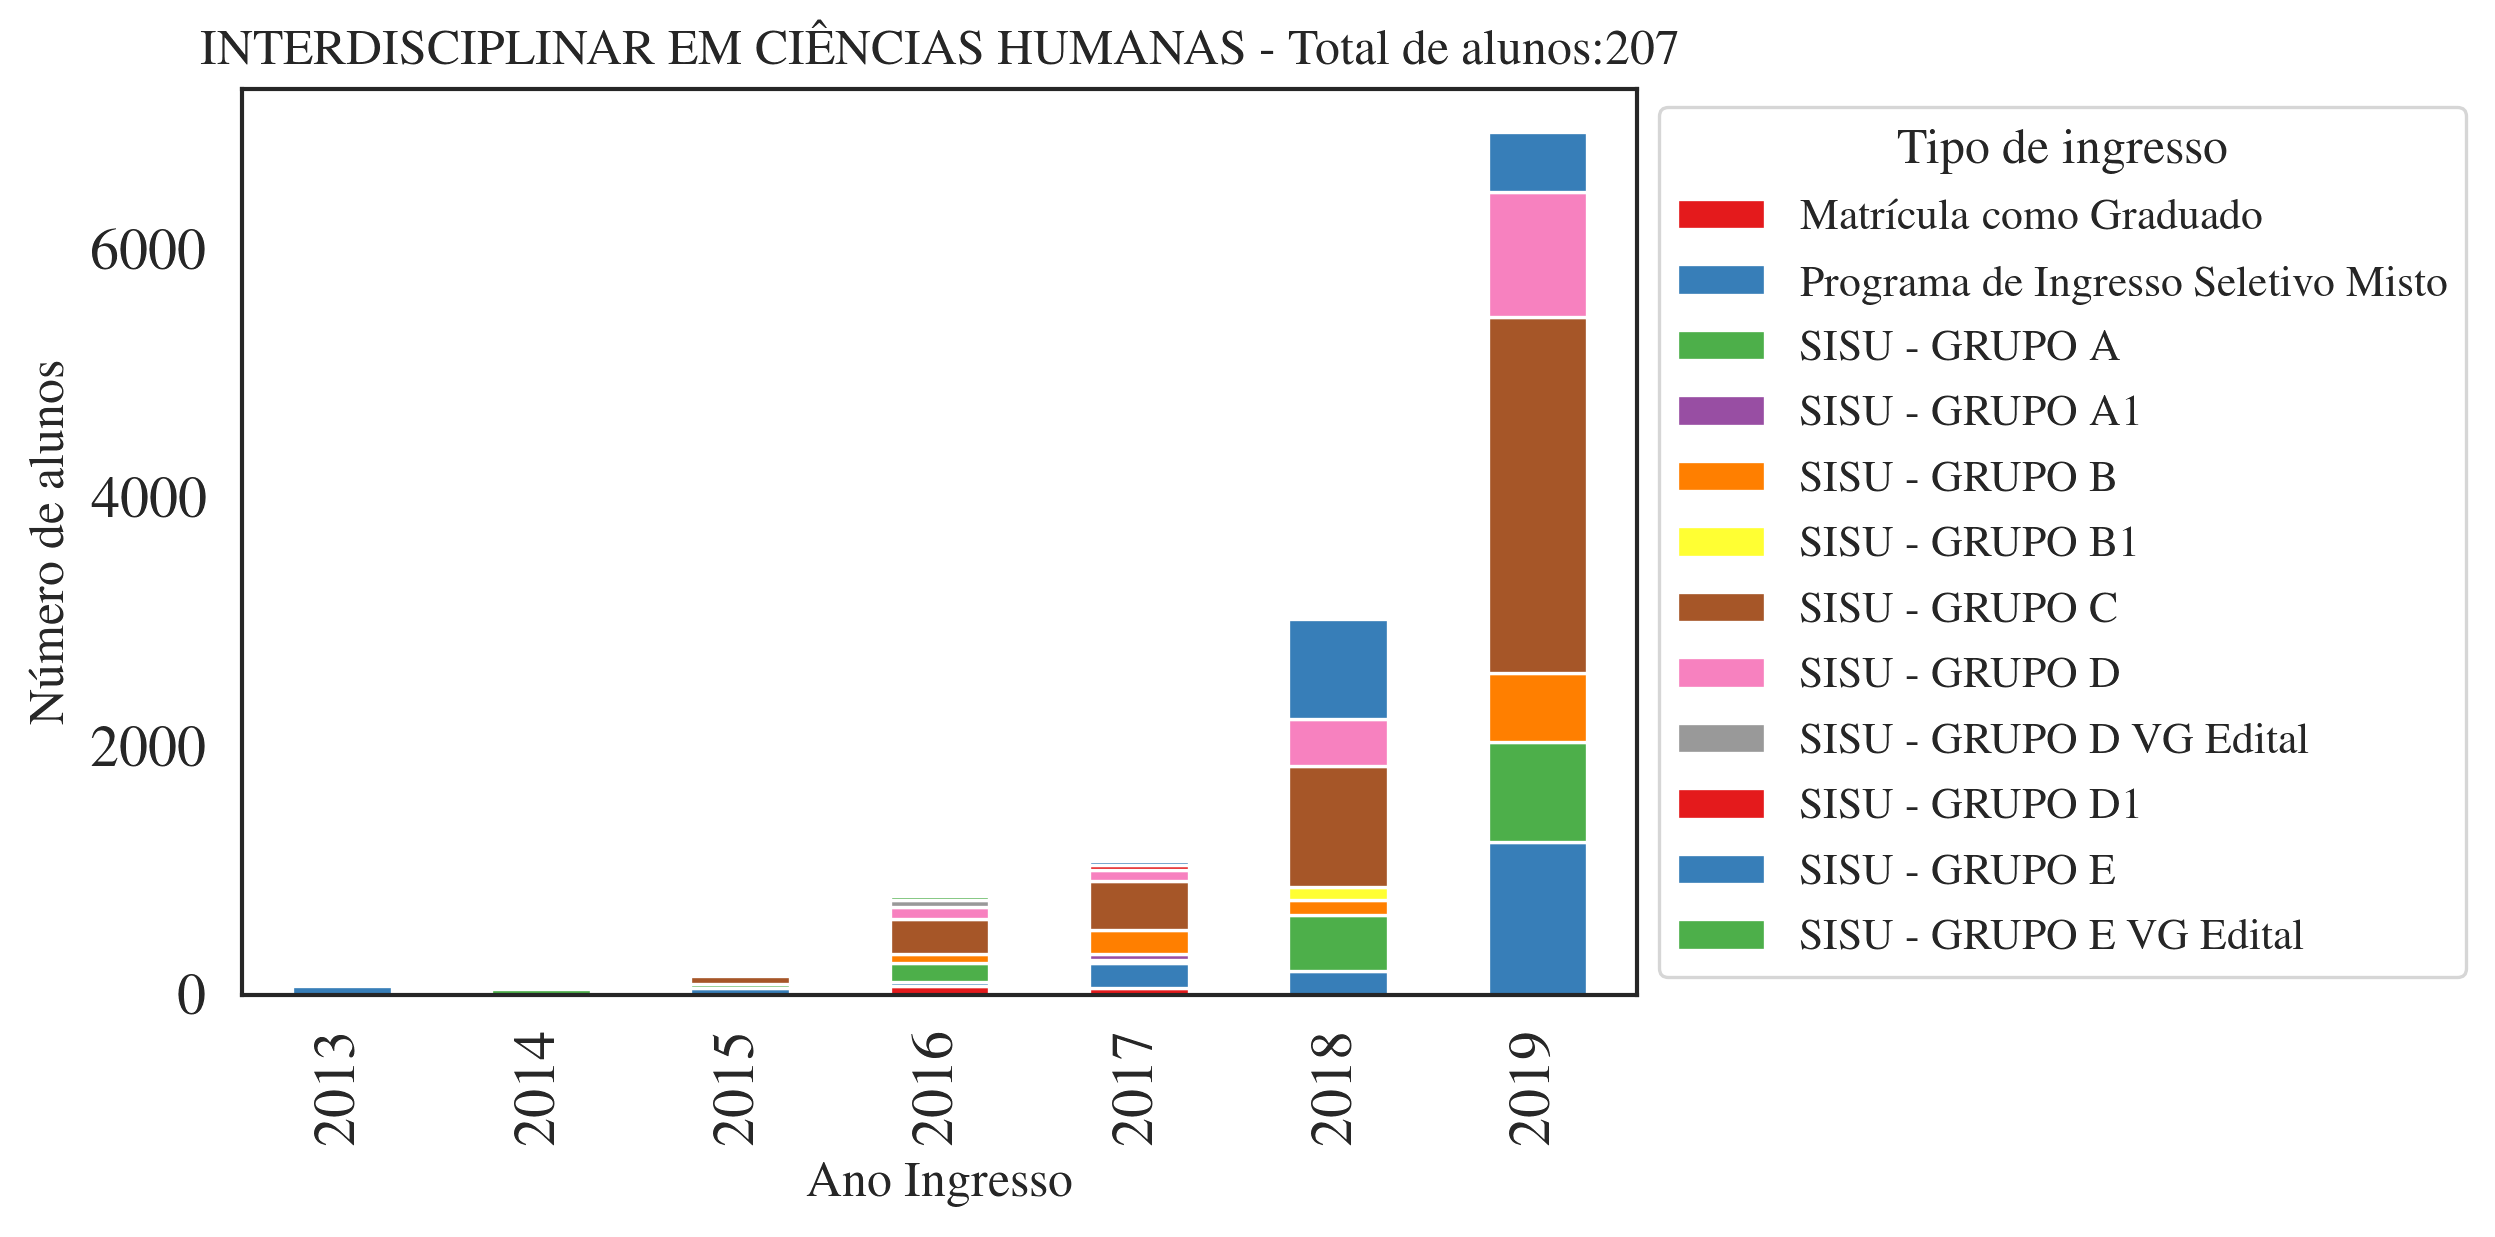 INTERDISCIPLINAR EM CIÊNCIAS HUMANAS - Total de alunos:207
Número de alunos
6000
4000
2000
0
2013
2014
2015
2016
2017
2018
2019
Ano Ingresso
Tipo de ingresso
Matrícula como Graduado
Programa de Ingresso Seletivo Misto
SISU - GRUPO A
SISU - GRUPO A1
SISU - GRUPO B
SISU - GRUPO B1
SISU - GRUPO C
SISU - GRUPO D
SISU - GRUPO D VG Edital
SISU - GRUPO D1
SISU - GRUPO E
SISU - GRUPO E VG Edital